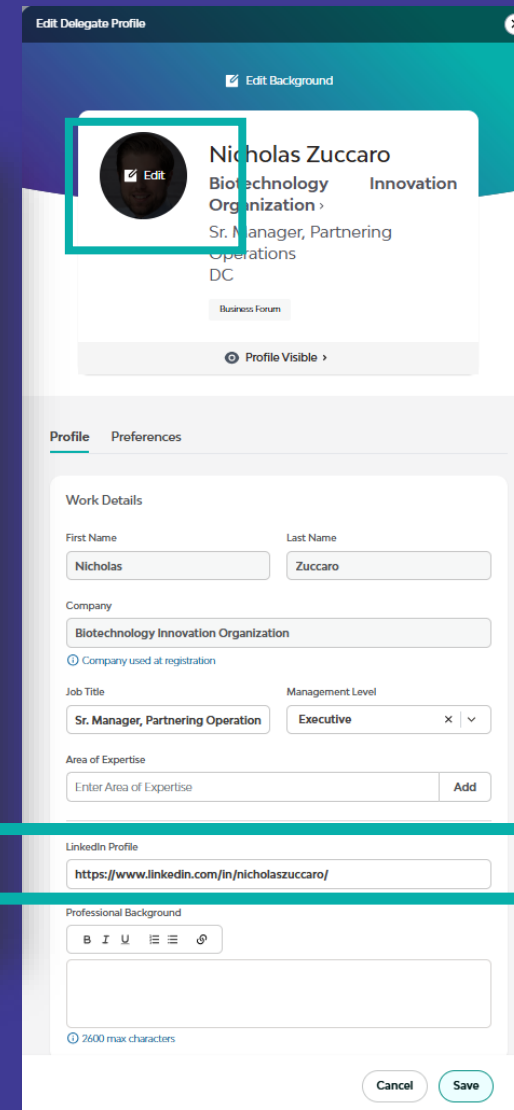 Edit Delegate Profile
Edit Background
Edit
Nicholas Zuccaro
Biotechnology Innovation
Organization ›
Sr. Manager, Partnering
Operations
DC
Business Forum
Profile Visible ›
Profile Preferences
Work Details
First Name Last Name
Nicholas Zuccaro
Company
Biotechnology Innovation Organization
Company used at registration
Job Title Management Level
Sr. Manager, Partnering Operation Executive
Area of Expertise
Enter Area of Expertise Add
LinkedIn Profile
https://www.linkedin.com/in/nicholaszuccaro/
Professional Background
B I U
2600 max characters
Cancel Save